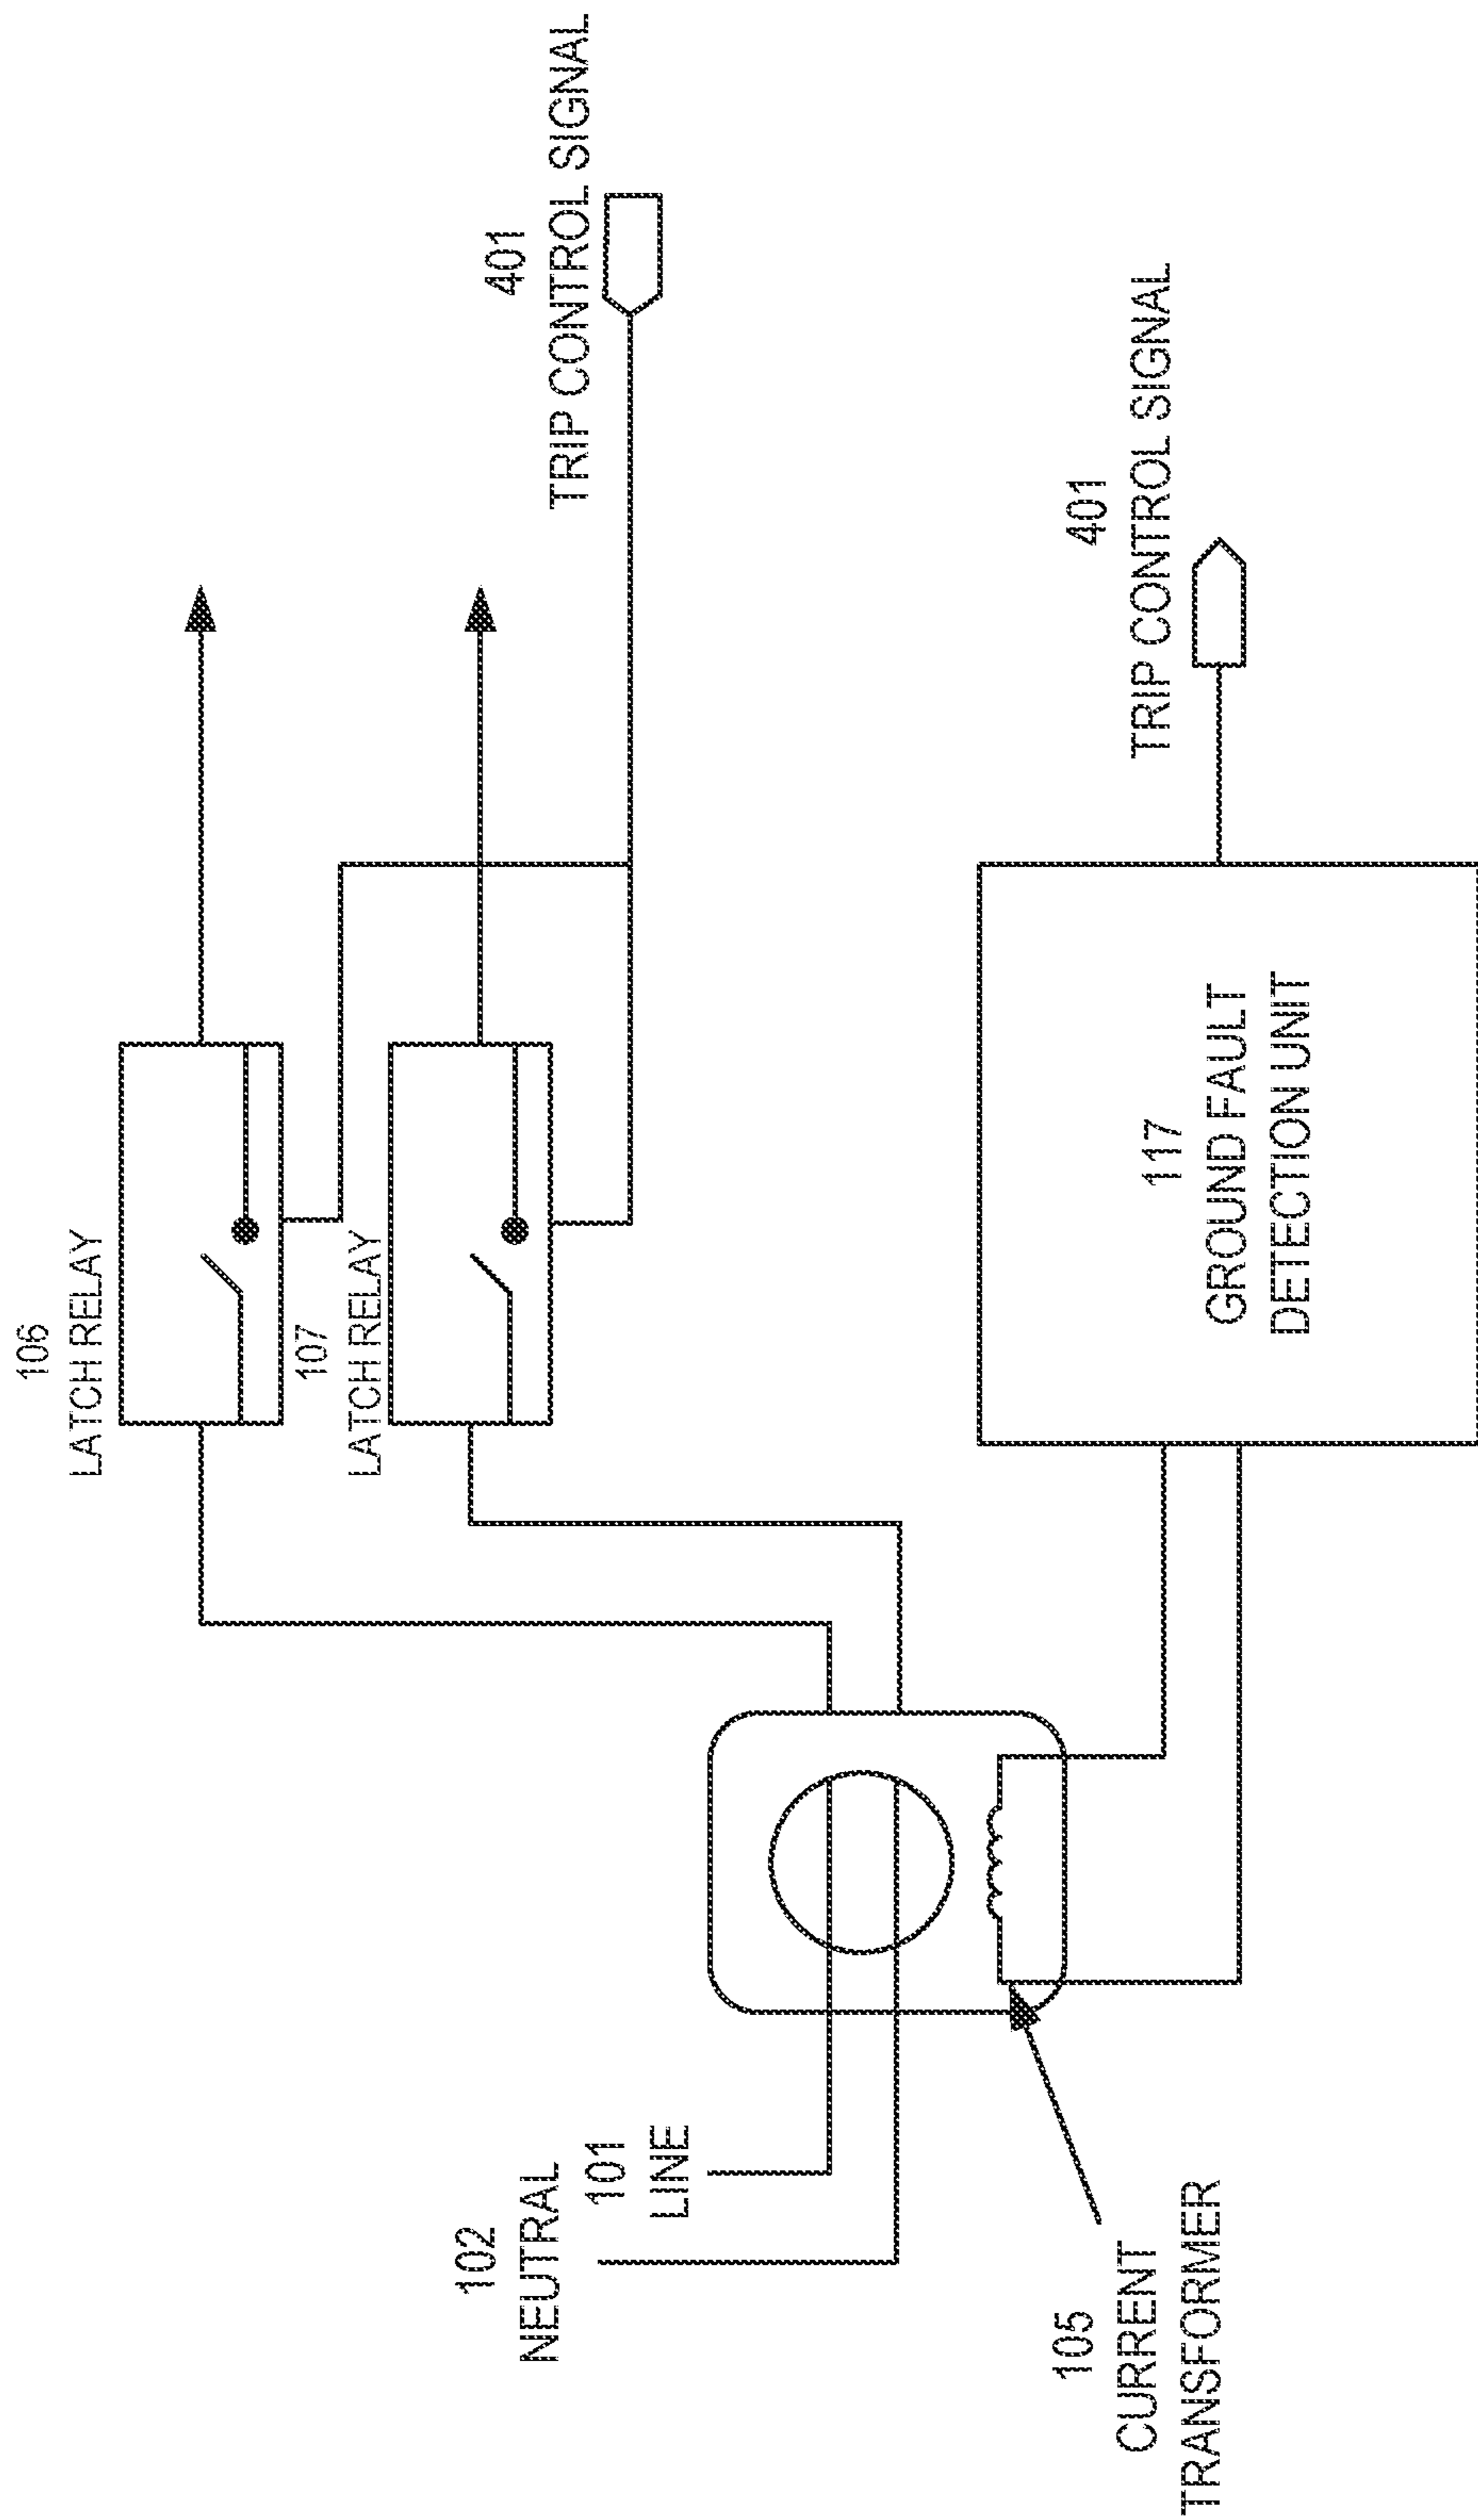 106
LATCH RELAY
107
LATCH RELAY
401
TRIP CONTROL SIGNAL
102
NEUTRAL
101
LINE
105
CURRENT
TRANSFORMER
117
GROUND FAULT
DETECTION UNIT
401
TRIP CONTROL SIGNAL